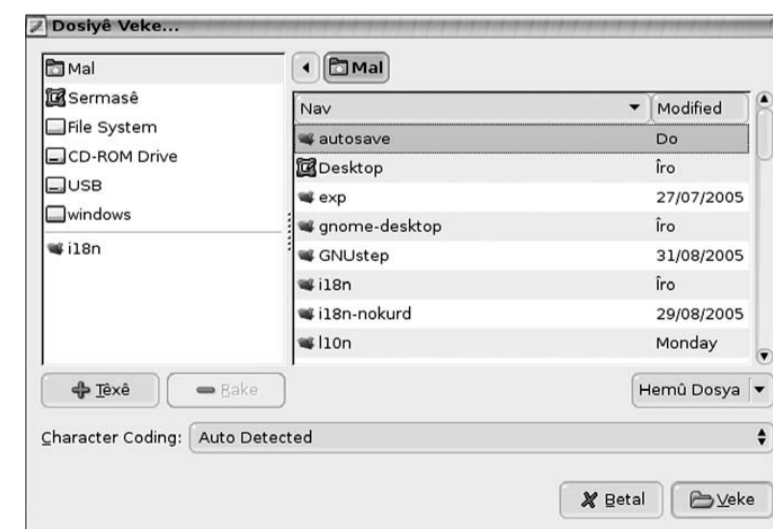 Dosiyê Veke...
Mal
Sermasê
File System
CD-ROM Drive
USB
windows
i18n
Mal
Nav Modified
autosave Do
Desktop Îro
exp 27/07/2005
gnome-desktop Îro
GNUstep 31/08/2005
i18n Îro
i18n-nokurd 29/08/2005
l10n Monday
Têxê Rake Hemû Dosya
Character Coding: Auto Detected
Betal Veke